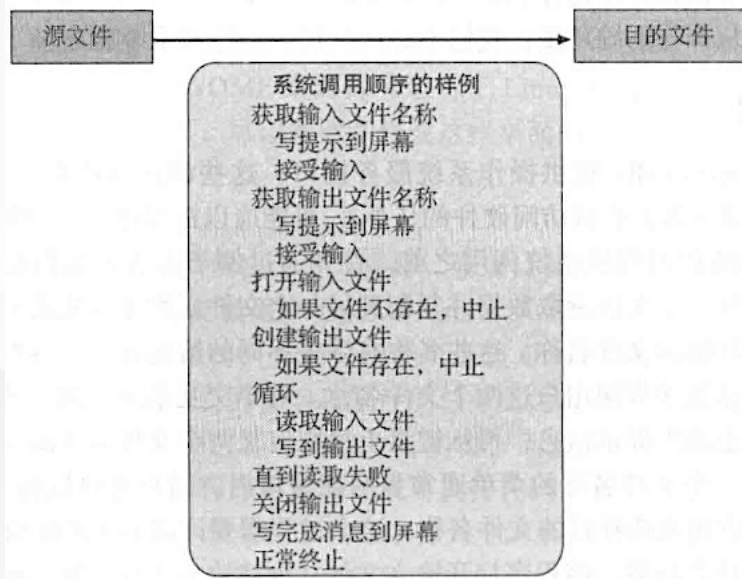 源文件
目的文件
系统调用顺序的样例
获取输入文件名称
写提示到屏幕
接受输入
获取输出文件名称
写提示到屏幕
接受输入
打开输入文件
如果文件不存在，中止
创建输出文件
如果文件存在，中止
循环
读取输入文件
写到输出文件
直到读取失败
关闭输出文件
写完成消息到屏幕
正常终止